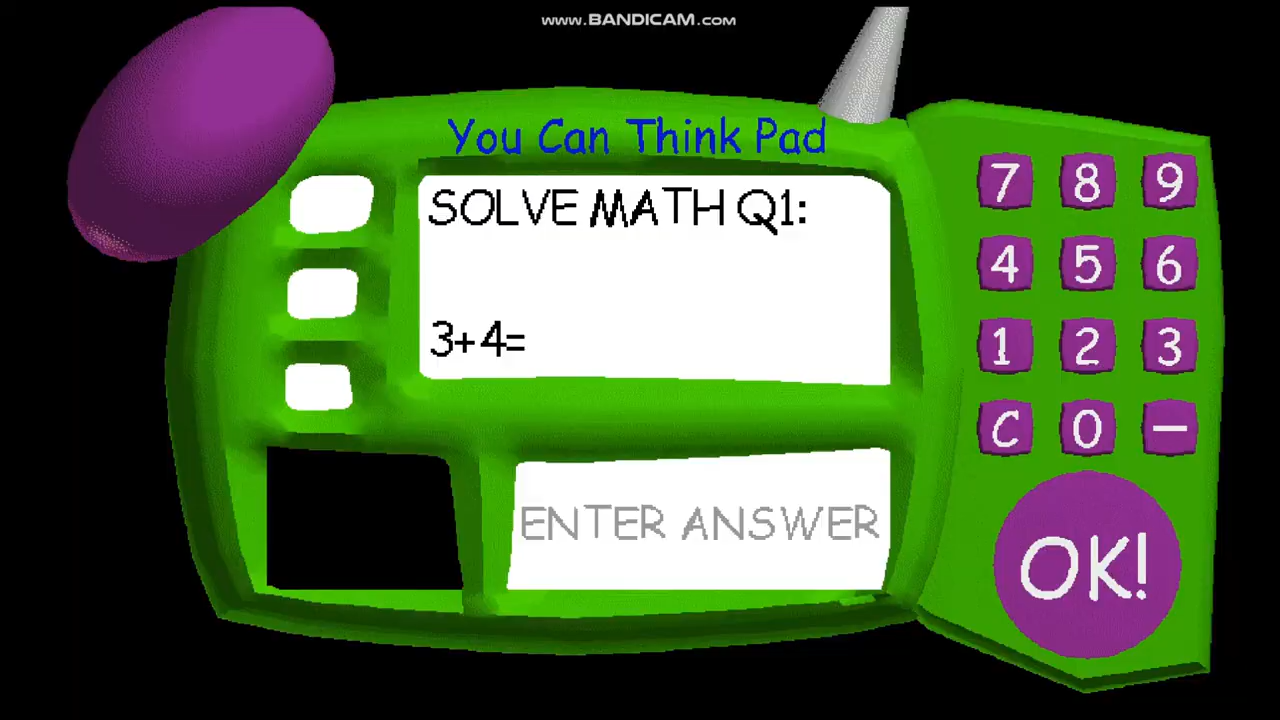 www.BANDICAM.com
You Can Think Pad
SOLVE MATH Q1:
3+4=
ENTER ANSWER
7 8 9
4 5 6
1 2 3
C 0 —
OK!